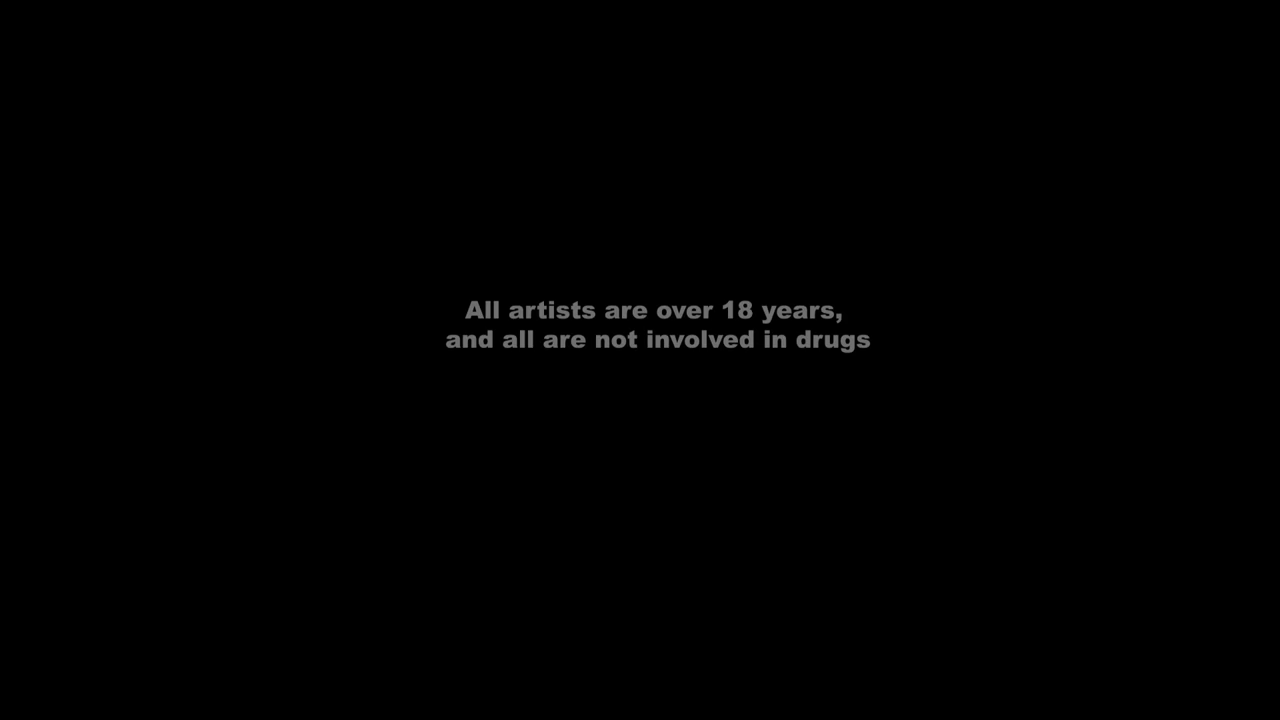 All artists are over 18 years,
and all are not involved in drugs